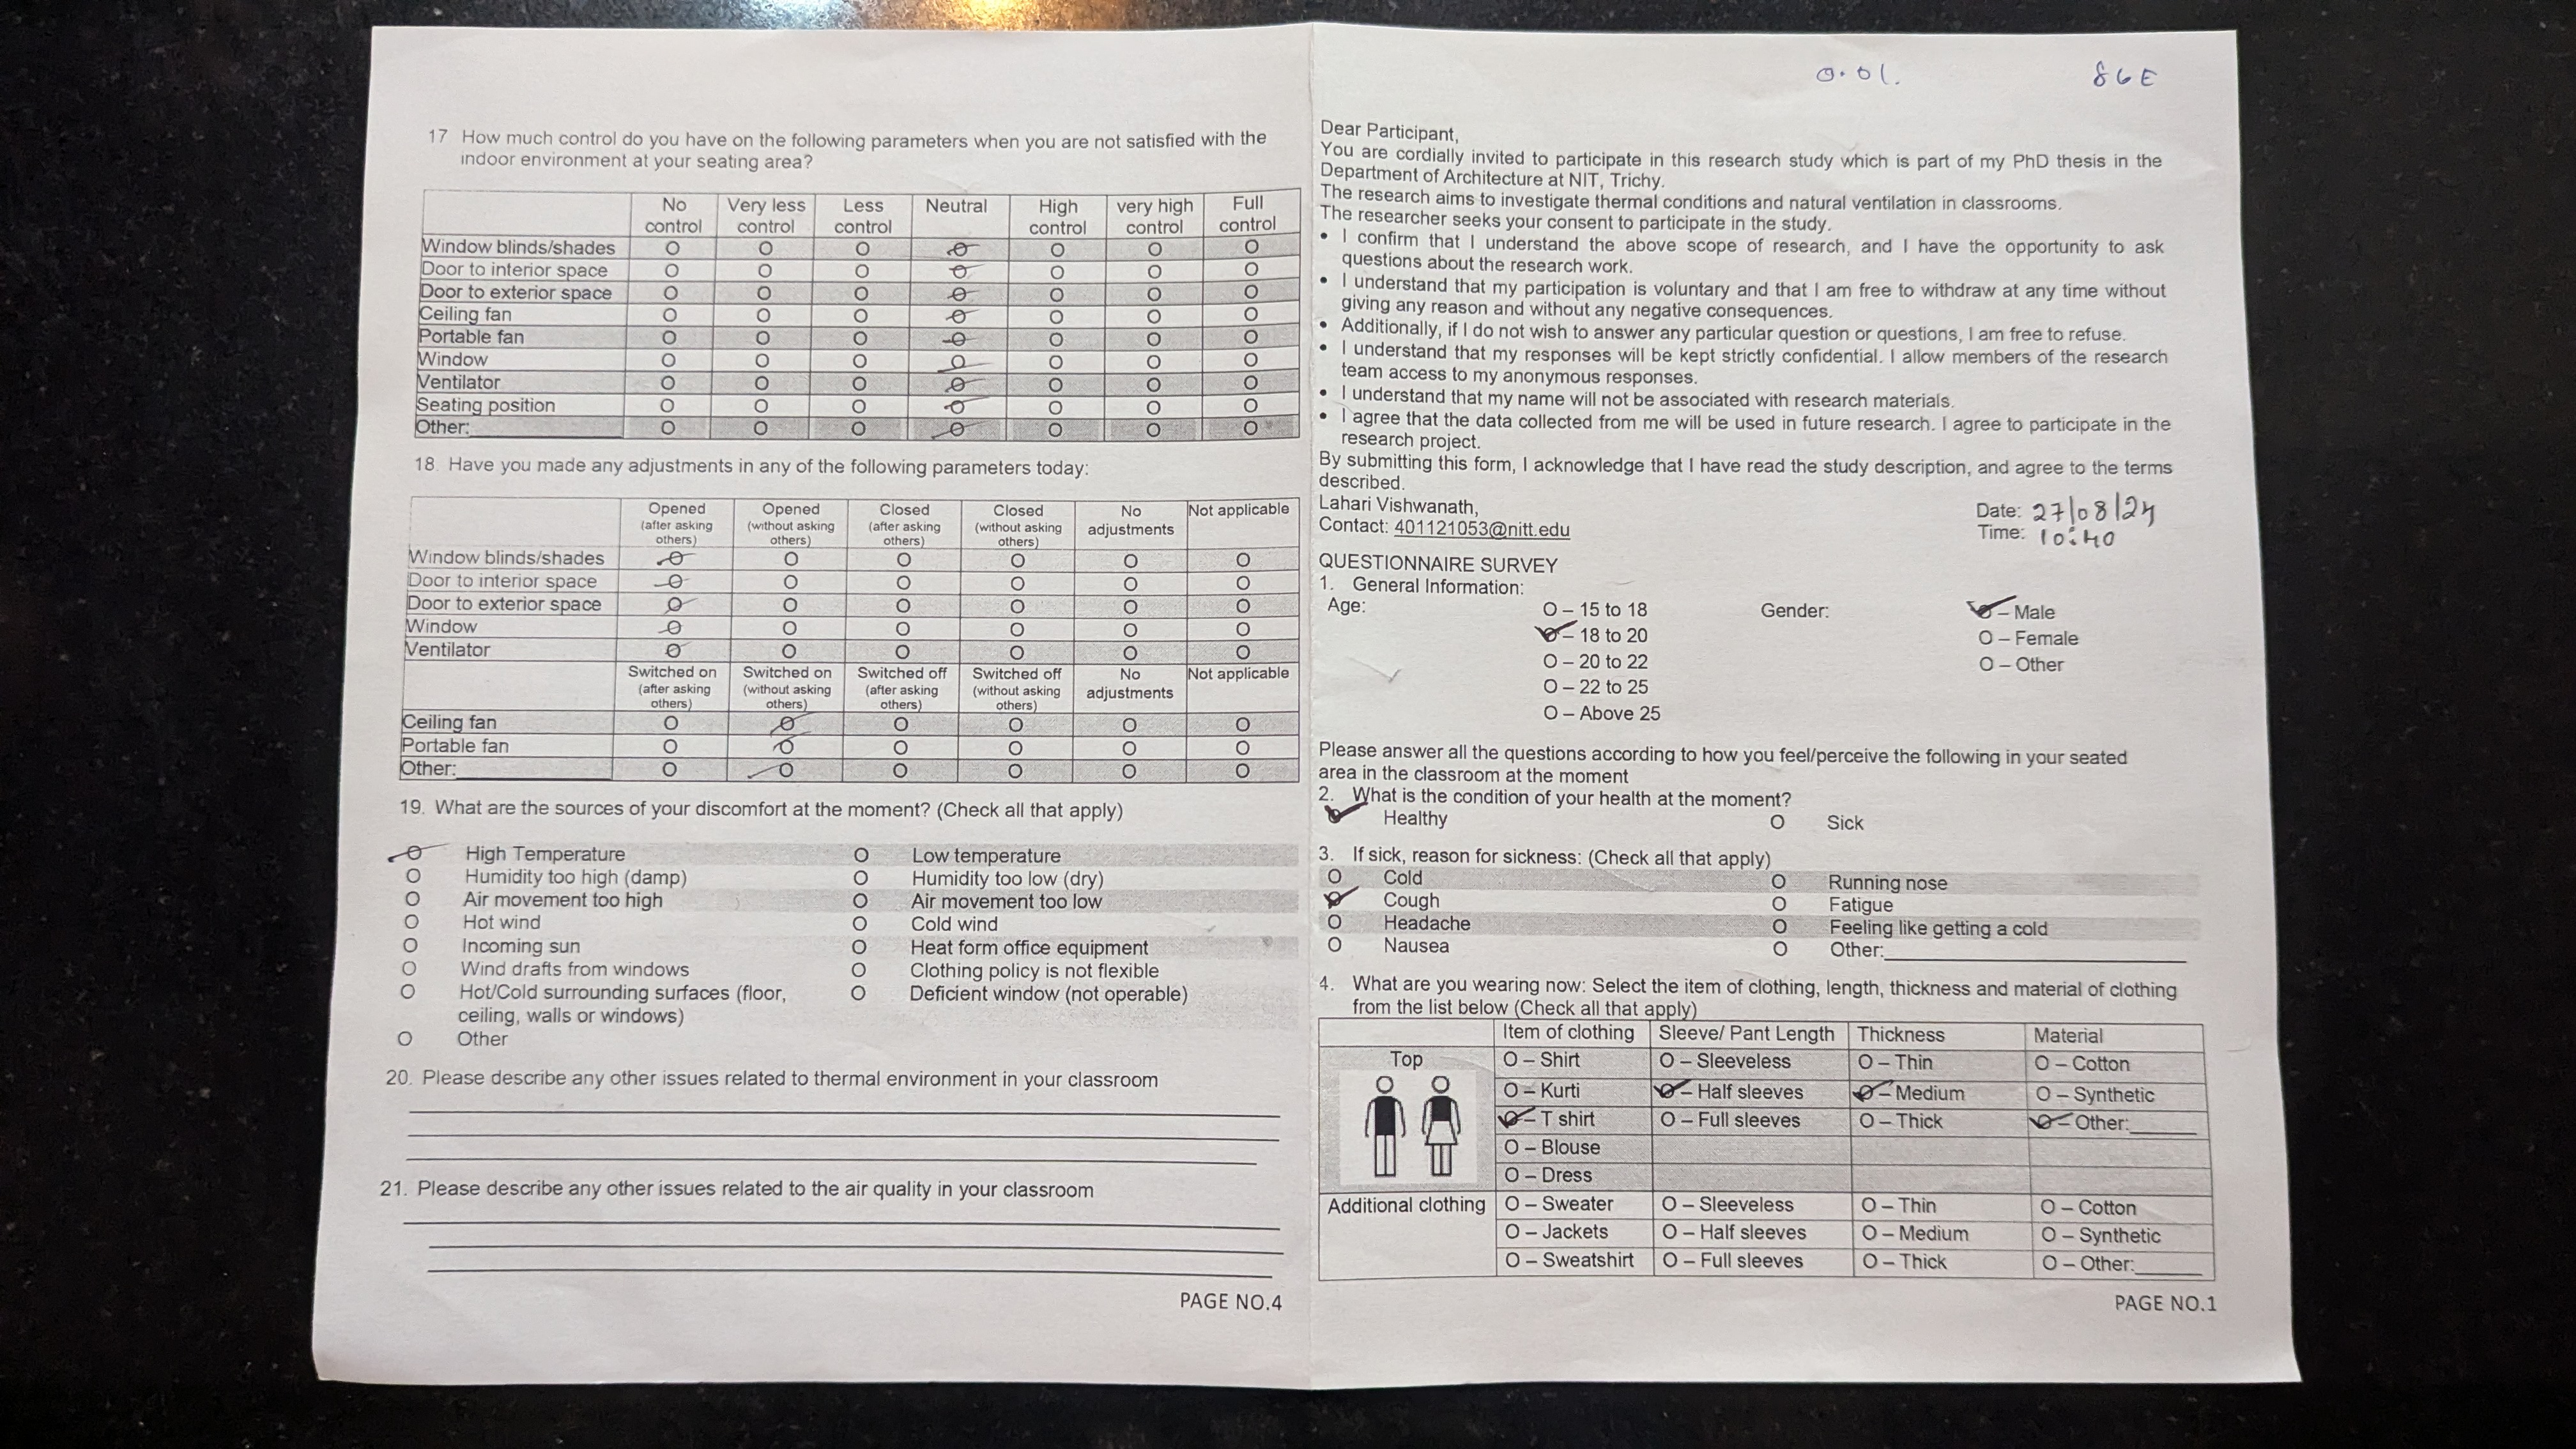 17 How much control do you have on the following parameters when you are not satisfied with the
indoor environment at your seating area?
No control Very less control Less control Neutral High control very high control Full control
Window blinds/shades O O O O O O O
Door to interior space O O O O O O O
Door to exterior space O O O O O O O
Ceiling fan O O O O O O O
Portable fan O O O O O O O
Window O O O O O O O
Ventilator O O O O O O O
Seating position O O O O O O O
Other: O O O O O O O
18. Have you made any adjustments in any of the following parameters today:
Opened (after asking others) Opened (without asking others) Closed (after asking others) Closed (without asking others) No adjustments Not applicable
Window blinds/shades O O O O O O
Door to interior space O O O O O O
Door to exterior space O O O O O O
Window O O O O O O
Ventilator O O O O O O
Switched on (after asking others) Switched on (without asking others) Switched off (after asking others) Switched off (without asking others) No adjustments Not applicable
Ceiling fan O O O O O O
Portable fan O O O O O O
Other: O O O O O O
19. What are the sources of your discomfort at the moment? (Check all that apply)
O High Temperature O Low temperature
O Humidity too high (damp) O Humidity too low (dry)
O Air movement too high O Air movement too low
O Hot wind O Cold wind
O Incoming sun O Heat form office equipment
O Wind drafts from windows O Clothing policy is not flexible
O Hot/Cold surrounding surfaces (floor, O Deficient window (not operable)
ceiling, walls or windows)
O Other
20. Please describe any other issues related to thermal environment in your classroom
21. Please describe any other issues related to the air quality in your classroom
PAGE NO.4
0.01. 86E
Dear Participant,
You are cordially invited to participate in this research study which is part of my PhD thesis in the
Department of Architecture at NIT, Trichy.
The research aims to investigate thermal conditions and natural ventilation in classrooms.
The researcher seeks your consent to participate in the study.
• I confirm that I understand the above scope of research, and I have the opportunity to ask
questions about the research work.
• I understand that my participation is voluntary and that I am free to withdraw at any time without
giving any reason and without any negative consequences.
• Additionally, if I do not wish to answer any particular question or questions, I am free to refuse.
• I understand that my responses will be kept strictly confidential. I allow members of the research
team access to my anonymous responses.
• I understand that my name will not be associated with research materials.
• I agree that the data collected from me will be used in future research. I agree to participate in the
research project.
By submitting this form, I acknowledge that I have read the study description, and agree to the terms
described.
Lahari Vishwanath,
Contact: 401121053@nitt.edu
Date: 27/08/24
Time: 10:40
QUESTIONNAIRE SURVEY
1. General Information:
Age: O – 15 to 18 Gender: O – Male
O – 18 to 20 O – Female
O – 20 to 22 O – Other
O – 22 to 25
O – Above 25
Please answer all the questions according to how you feel/perceive the following in your seated
area in the classroom at the moment
2. What is the condition of your health at the moment?
O Healthy O Sick
3. If sick, reason for sickness: (Check all that apply)
O Cold O Running nose
O Cough O Fatigue
O Headache O Feeling like getting a cold
O Nausea O Other:
4. What are you wearing now: Select the item of clothing, length, thickness and material of clothing
from the list below (Check all that apply)
Item of clothing Sleeve/ Pant Length Thickness Material
Top O – Shirt O – Sleeveless O – Thin O – Cotton
O – Kurti O – Half sleeves O – Medium O – Synthetic
O – T shirt O – Full sleeves O – Thick O – Other:
O – Blouse
O – Dress
Additional clothing O – Sweater O – Sleeveless O – Thin O – Cotton
O – Jackets O – Half sleeves O – Medium O – Synthetic
O – Sweatshirt O – Full sleeves O – Thick O – Other:
PAGE NO.1